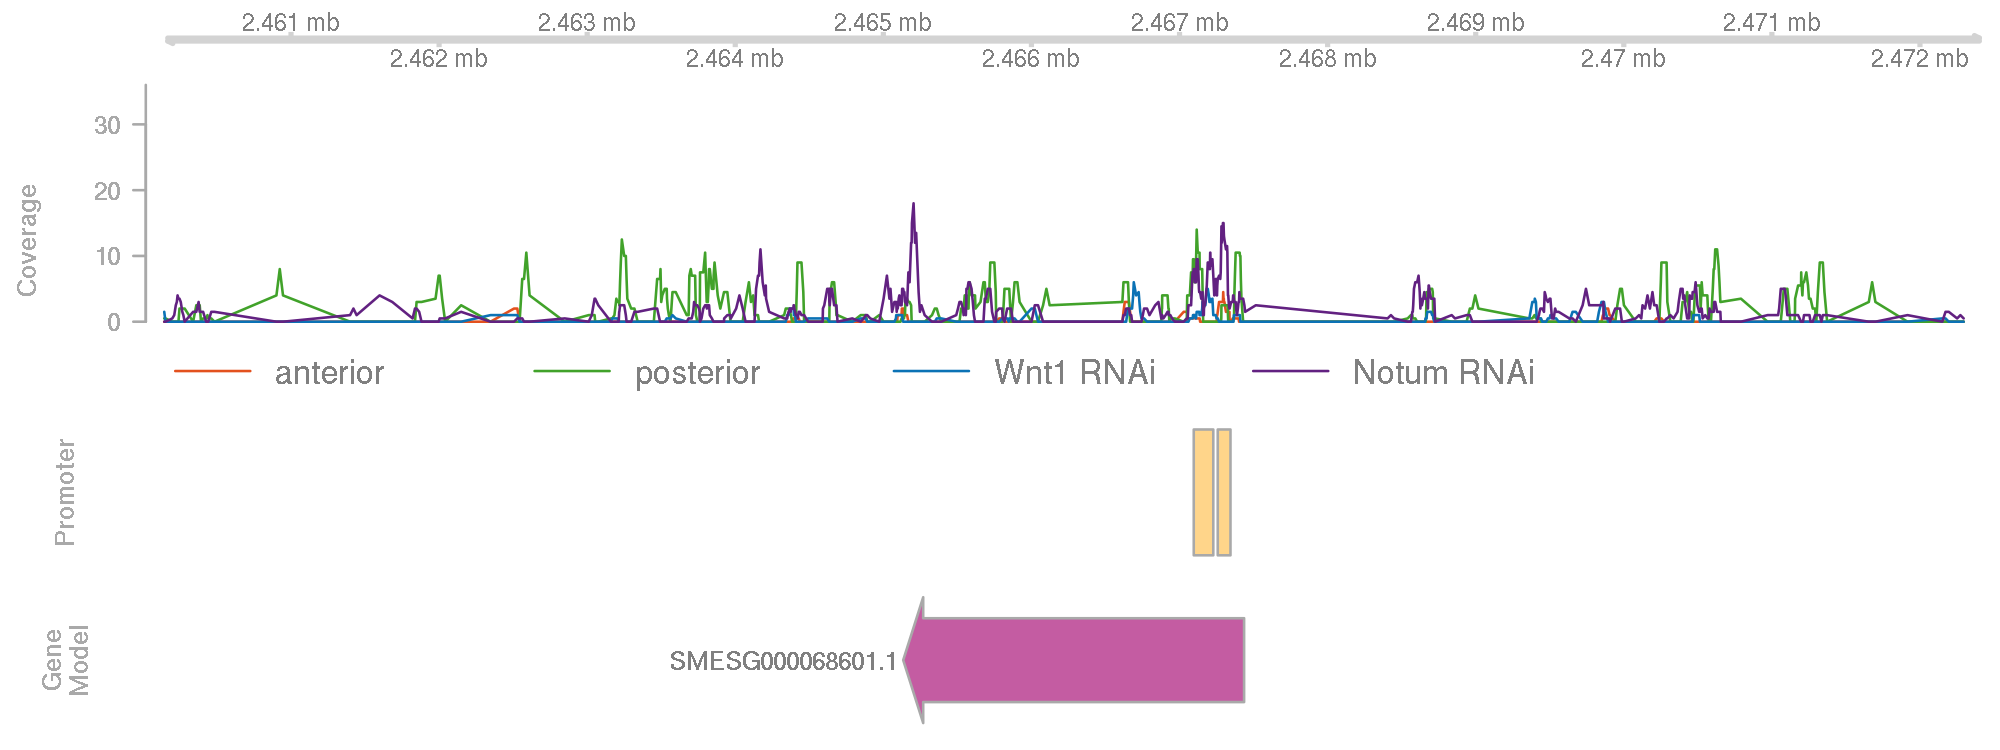 2.461 mb 2.463 mb 2.465 mb 2.467 mb 2.469 mb 2.471 mb
2.462 mb 2.464 mb 2.466 mb 2.468 mb 2.47 mb 2.472 mb
Coverage
30
20
10
0
anterior posterior Wnt1 RNAi Notum RNAi
Promoter
Gene
Model
SMESG000068601.1